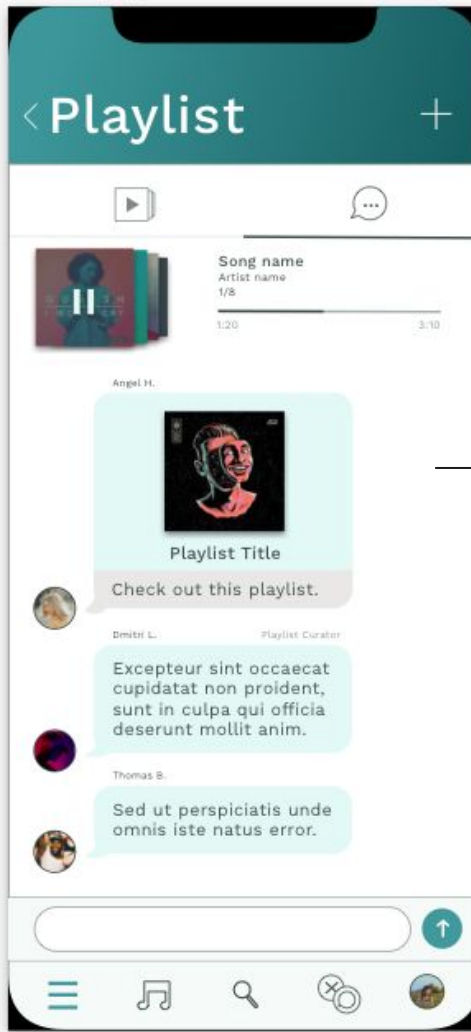 Playlist
Song name
Artist name
1/8
1:20 3:10
Angel H.
Playlist Title
Check out this playlist.
Dmitri L. Playlist Curator
Excepteur sint occaecat
cupidatat non proident,
sunt in culpa qui officia
deserunt mollit anim.
Thomas B.
Sed ut perspiciatis unde
omnis iste natus error.